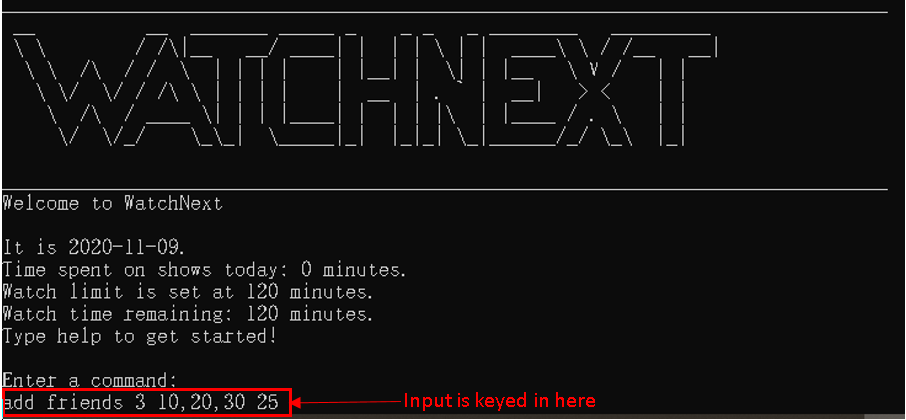 WATCHNEXT
Welcome to WatchNext
It is 2020-11-09.
Time spent on shows today: 0 minutes.
Watch limit is set at 120 minutes.
Watch time remaining: 120 minutes.
Type help to get started!
Enter a command:
add friends 3 10,20,30 25
Input is keyed in here